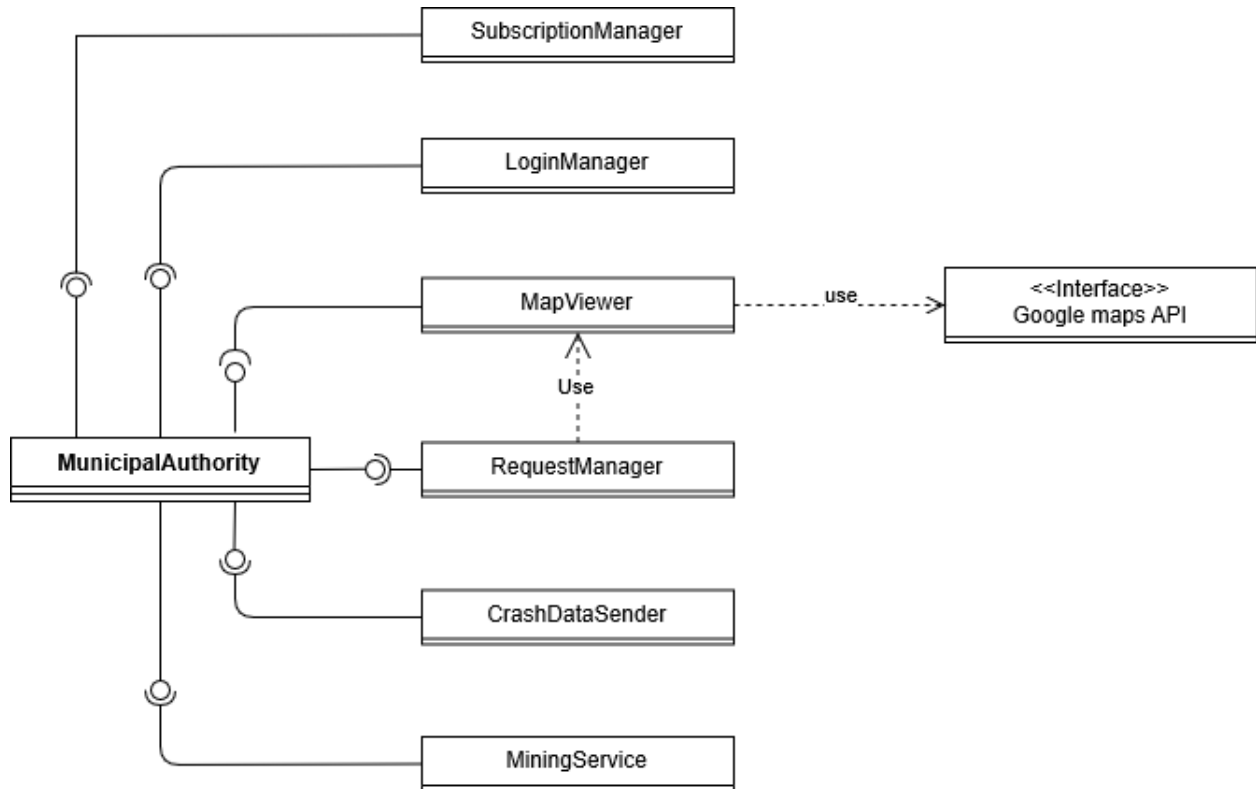 SubscriptionManager
LoginManager
MapViewer
use
<<Interface>>
Google maps API
Use
MunicipalAuthority
RequestManager
CrashDataSender
MiningService